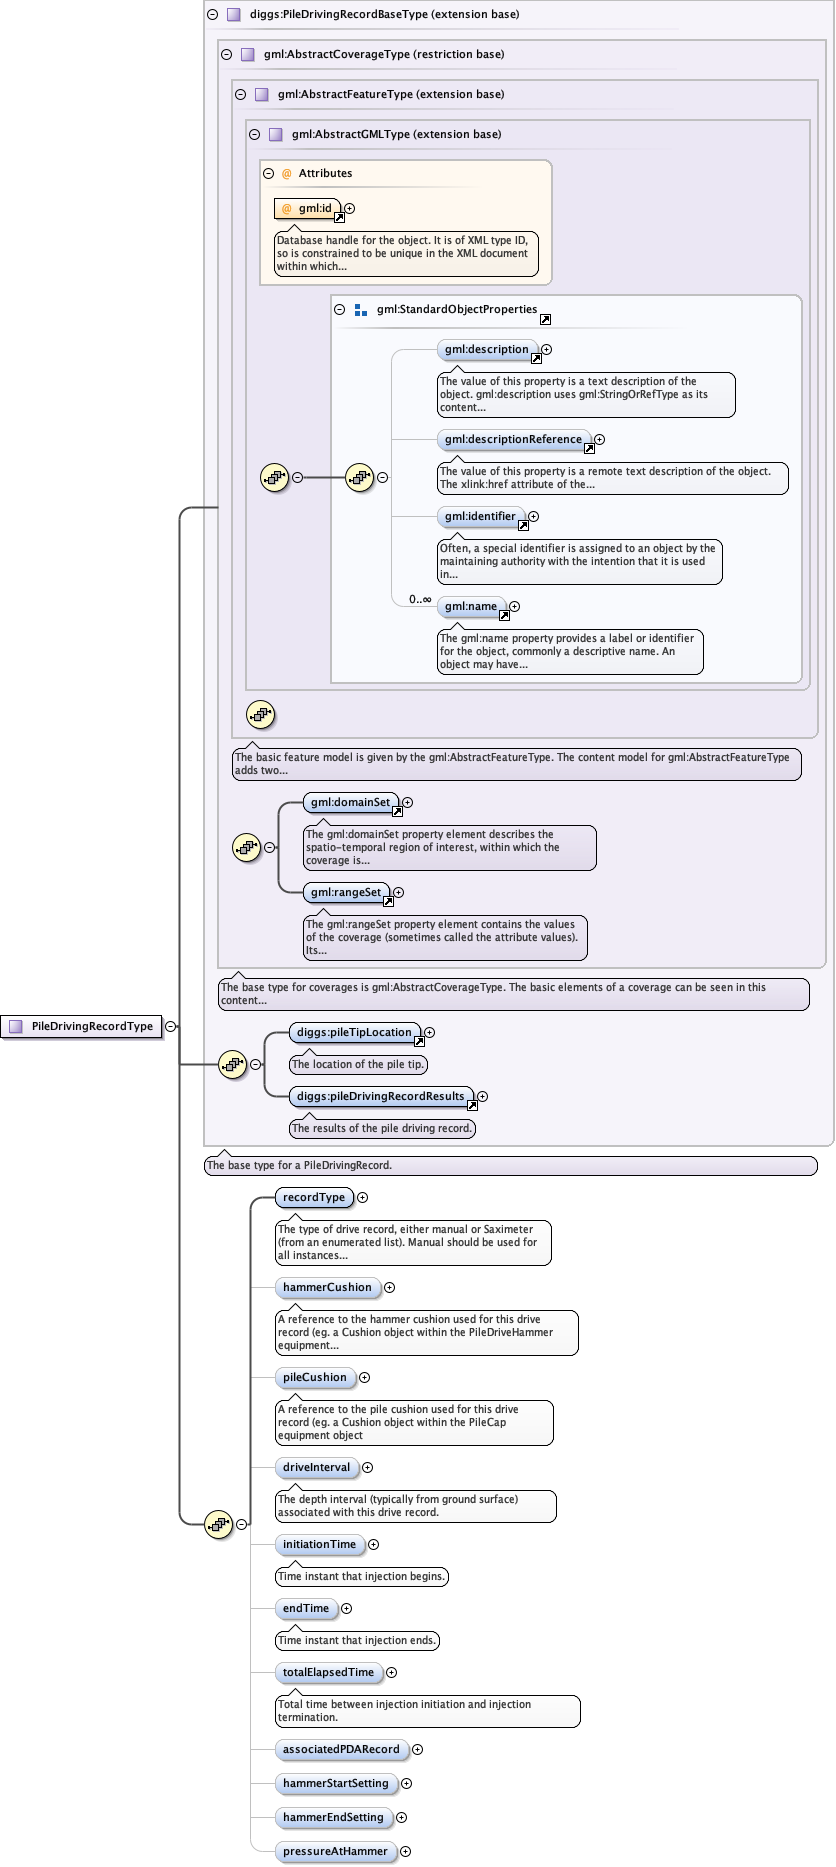 diggs:PileDrivingRecordBaseType (extension base)
gml:AbstractCoverageType (restriction base)
gml:AbstractFeatureType (extension base)
gml:AbstractGMLType (extension base)
@ Attributes
@ gml:id
Database handle for the object. It is of XML type ID,
so is constrained to be unique in the XML document
within which...
gml:StandardObjectProperties
gml:description
The value of this property is a text description of the
object. gml:description uses gml:StringOrRefType as its
content...
gml:descriptionReference
The value of this property is a remote text description of the object.
The xlink:href attribute of the...
gml:identifier
Often, a special identifier is assigned to an object by the
maintaining authority with the intention that it is used
in...
0..∞
gml:name
The gml:name property provides a label or identifier
for the object, commonly a descriptive name. An
object may have...
The basic feature model is given by the gml:AbstractFeatureType. The content model for gml:AbstractFeatureType
adds two...
gml:domainSet
The gml:domainSet property element describes the
spatio-temporal region of interest, within which the
coverage is...
gml:rangeSet
The gml:rangeSet property element contains the values
of the coverage (sometimes called the attribute values).
Its...
The base type for coverages is gml:AbstractCoverageType. The basic elements of a coverage can be seen in this
content...
PileDrivingRecordType
diggs:pileTipLocation
The location of the pile tip.
diggs:pileDrivingRecordResults
The results of the pile driving record.
The base type for a PileDrivingRecord.
recordType
The type of drive record, either manual or Saximeter
(from an enumerated list). Manual should be used for
all instances...
hammerCushion
A reference to the hammer cushion used for this drive
record (eg. a Cushion object within the PileDriveHammer
equipment...
pileCushion
A reference to the pile cushion used for this drive
record (eg. a Cushion object within the PileCap
equipment object
driveInterval
The depth interval (typically from ground surface)
associated with this drive record.
initiationTime
Time instant that injection begins.
endTime
Time instant that injection ends.
totalElapsedTime
Total time between injection initiation and injection
termination.
associatedPDARecord
hammerStartSetting
hammerEndSetting
pressureAtHammer